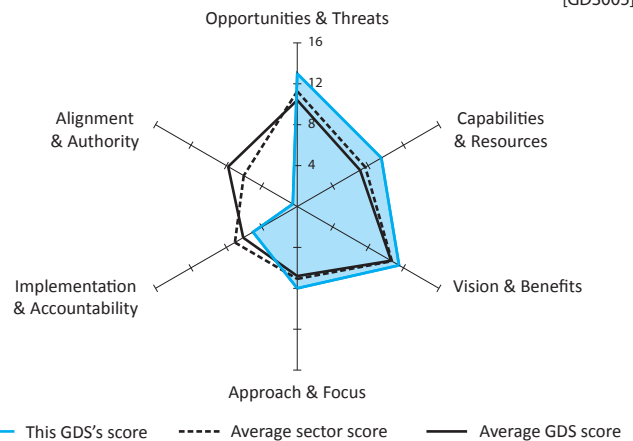 [GDS005]
Opportunities & Threats
16
12
8
4
Alignment
& Authority
Capabilities
& Resources
Implementation
& Accountability
Vision & Benefits
Approach & Focus
This GDS's score
Average sector score
Average GDS score